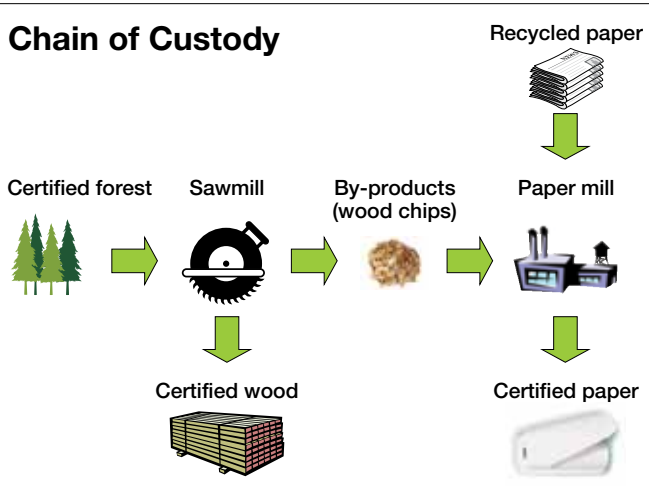 Chain of Custody
Recycled paper
Certified forest
Sawmill
By-products
(wood chips)
Paper mill
Certified wood
Certified paper